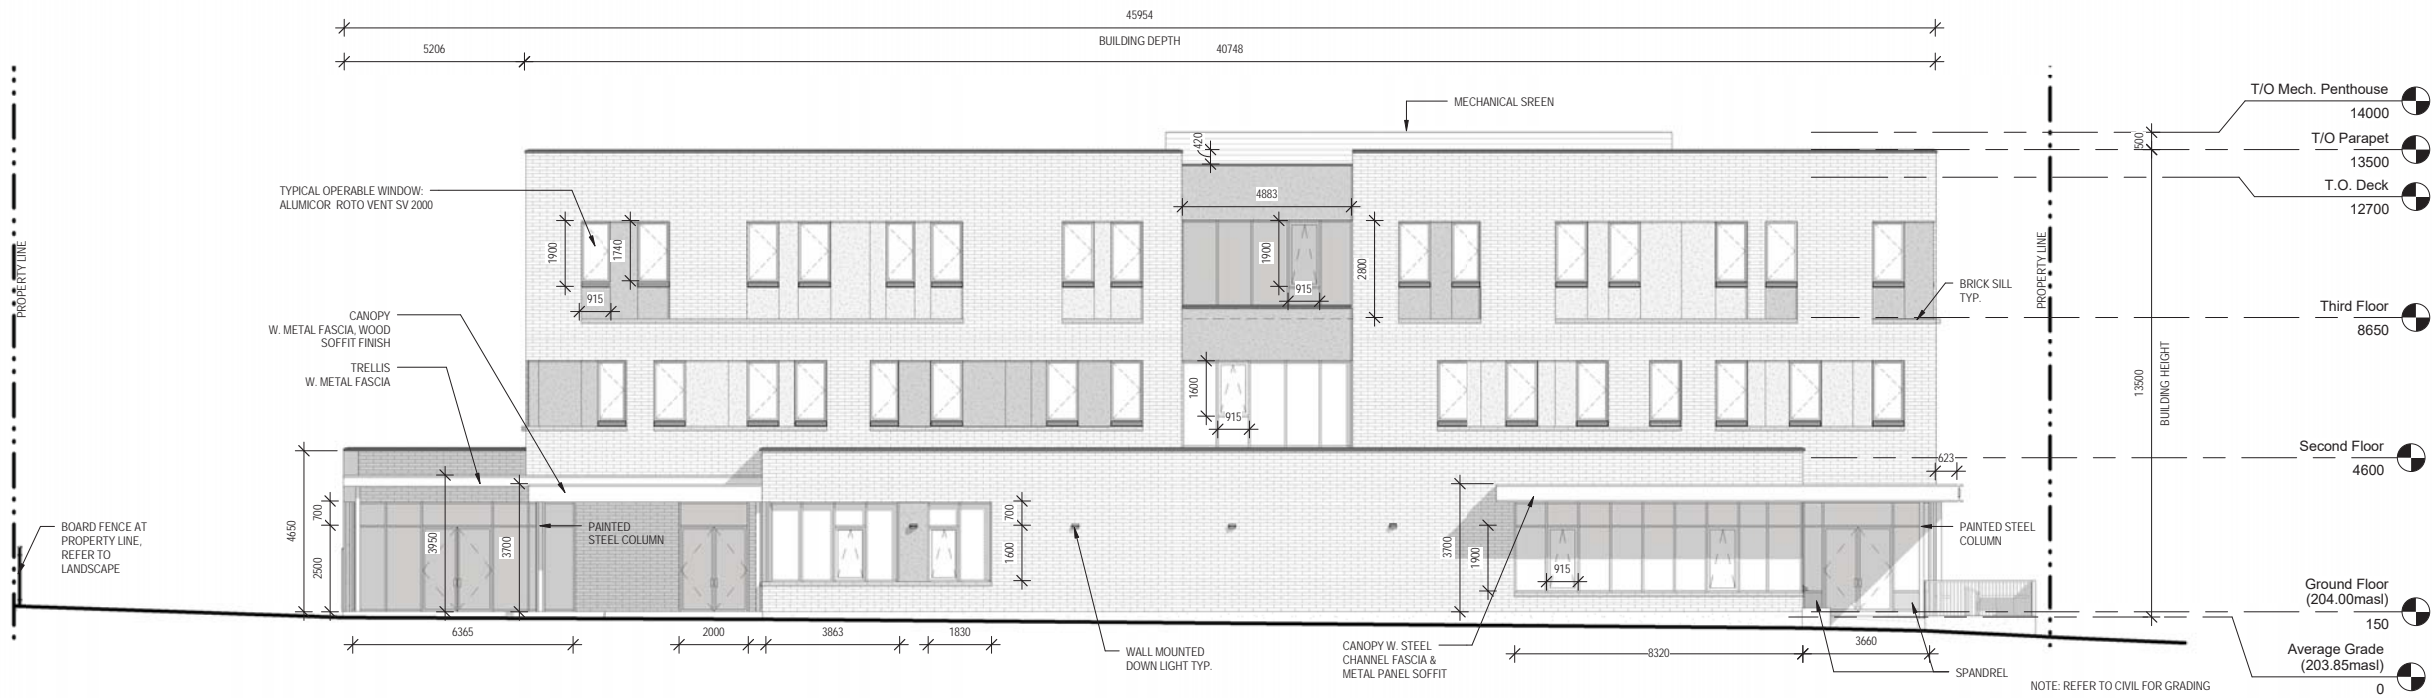 45954
BUILDING DEPTH
5206
40748
T/O Mech. Penthouse
14000
MECHANICAL SREEN
420
500
T/O Parapet
13500
T.O. Deck
12700
TYPICAL OPERABLE WINDOW:
ALUMICOR ROTO VENT SV 2000
4883
1900
1740
1900
2800
915
915
PROPERTY LINE
PROPERTY LINE
BRICK SILL
TYP.
CANOPY
W. METAL FASCIA, WOOD
SOFFIT FINISH
Third Floor
8650
TRELLIS
W. METAL FASCIA
1600
915
13500
BUILDING HEIGHT
Second Floor
4600
623
4650
700
2500
3950
3700
700
1600
3700
1900
915
BOARD FENCE AT
PROPERTY LINE,
REFER TO
LANDSCAPE
PAINTED
STEEL COLUMN
PAINTED STEEL
COLUMN
Ground Floor
(204.00masl)
150
6365
2000
3863
1830
8320
3660
WALL MOUNTED
DOWN LIGHT TYP.
CANOPY W. STEEL
CHANNEL FASCIA &
METAL PANEL SOFFIT
SPANDREL
Average Grade
(203.85masl)
0
NOTE: REFER TO CIVIL FOR GRADING